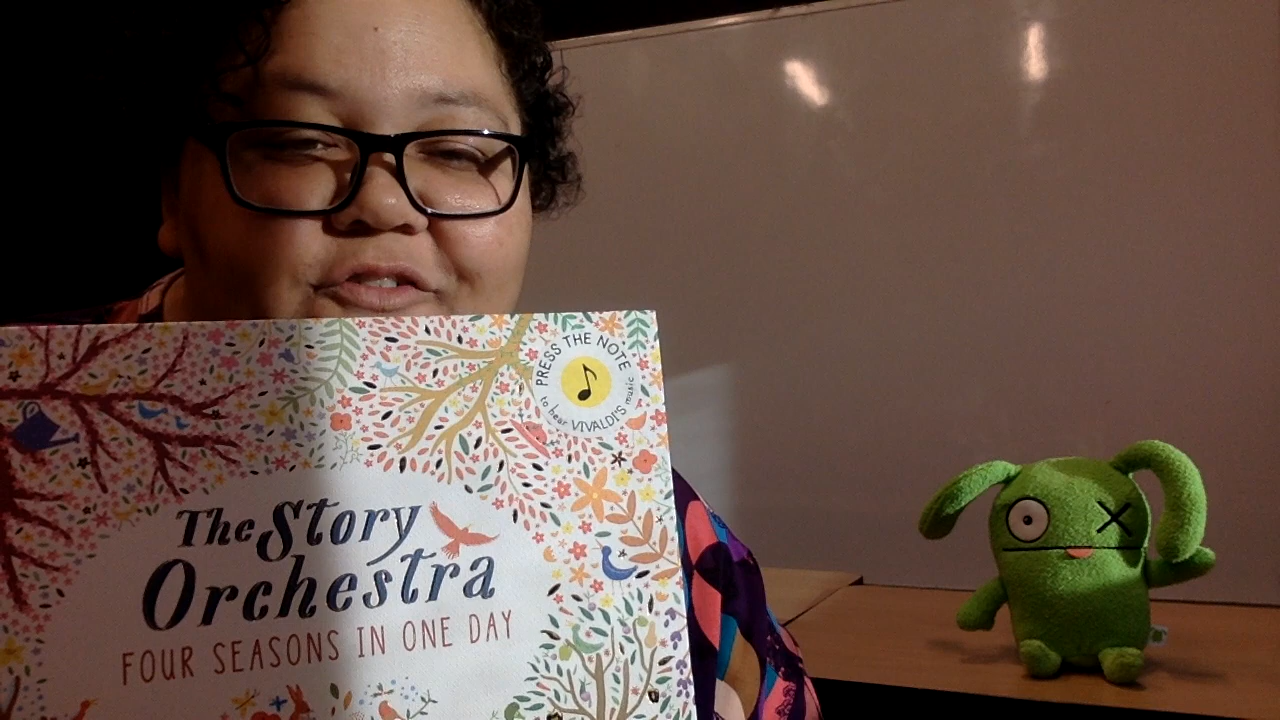 PRESS THE NOTE
to hear VIVALDI'S music
The Story
Orchestra
FOUR SEASONS IN ONE DAY